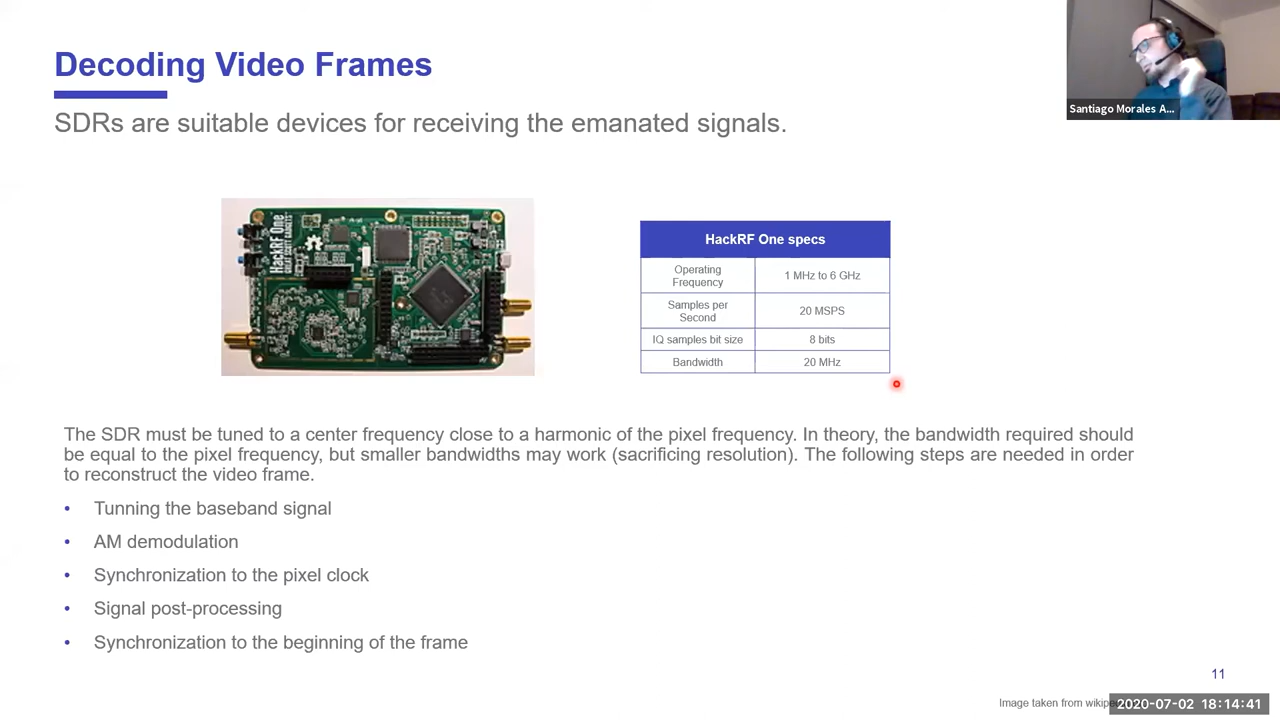 Decoding Video Frames
SDRs are suitable devices for receiving the emanated signals.
Santiago Morales A...
HackRF One
GREAT SCOTT GADGETS
HackRF One specs
Operating
Frequency
1 MHz to 6 GHz
Samples per
Second
20 MSPS
IQ samples bit size
8 bits
Bandwidth
20 MHz
The SDR must be tuned to a center frequency close to a harmonic of the pixel frequency. In theory, the bandwidth required should
be equal to the pixel frequency, but smaller bandwidths may work (sacrificing resolution). The following steps are needed in order
to reconstruct the video frame.
• Tunning the baseband signal
• AM demodulation
• Synchronization to the pixel clock
• Signal post-processing
• Synchronization to the beginning of the frame
11
Image taken from
2020-07-02 18:14:41